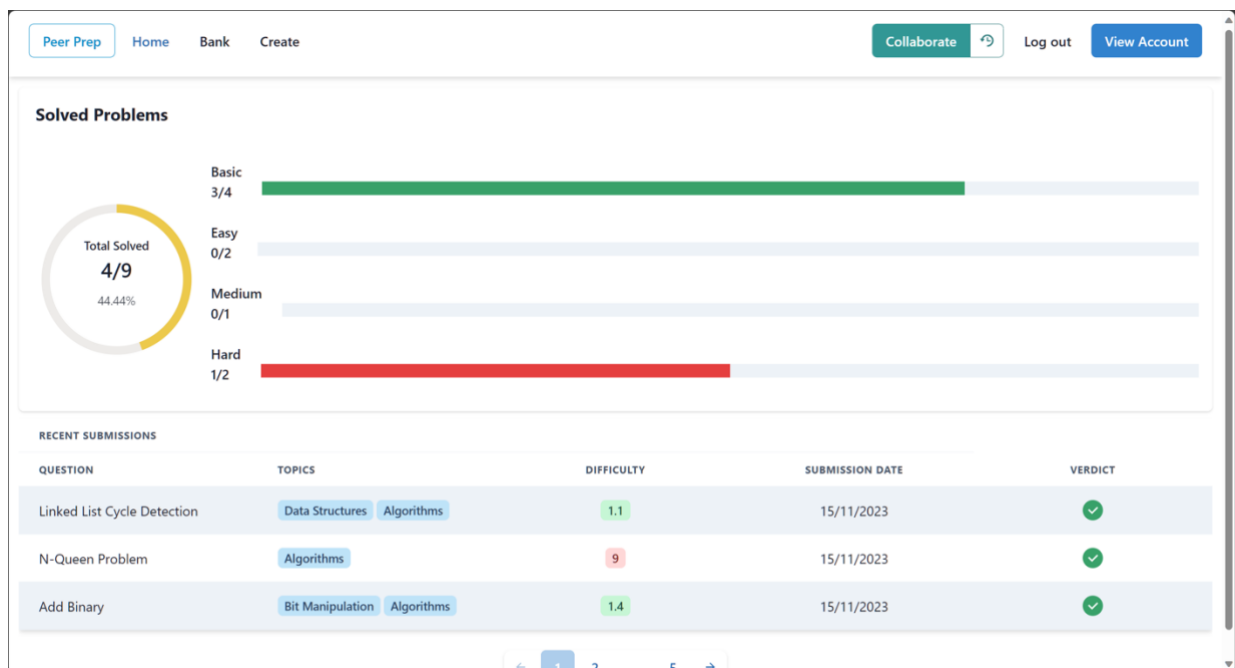 Peer Prep Home Bank Create Collaborate Log out View Account
Solved Problems
Basic
3/4
Easy
0/2
Total Solved
4/9
44.44%
Medium
0/1
Hard
1/2
RECENT SUBMISSIONS
QUESTION TOPICS DIFFICULTY SUBMISSION DATE VERDICT
Linked List Cycle Detection Data Structures Algorithms 1.1 15/11/2023
N-Queen Problem Algorithms 9 15/11/2023
Add Binary Bit Manipulation Algorithms 1.4 15/11/2023
1 2 ... 5